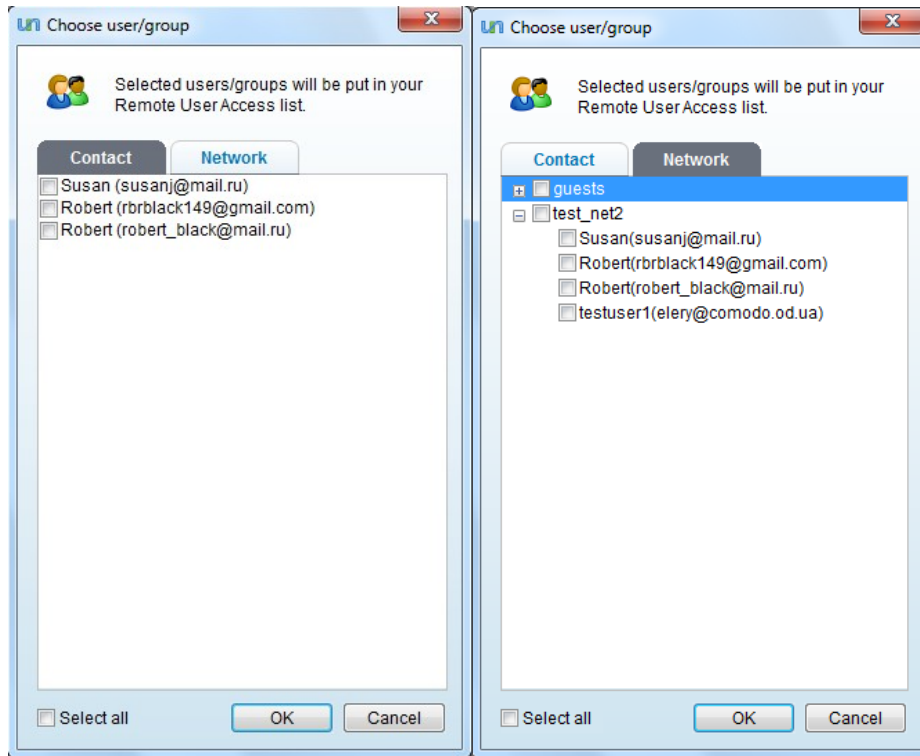 Choose user/group
Selected users/groups will be put in your
Remote User Access list.
Contact
Network
Susan (susanj@mail.ru)
Robert (rbrblack149@gmail.com)
Robert (robert_black@mail.ru)
Select all
OK
Cancel
Choose user/group
Selected users/groups will be put in your
Remote User Access list.
Contact
Network
guests
test_net2
Susan(susanj@mail.ru)
Robert(rbrblack149@gmail.com)
Robert(robert_black@mail.ru)
testuser1(elery@comodo.od.ua)
Select all
OK
Cancel